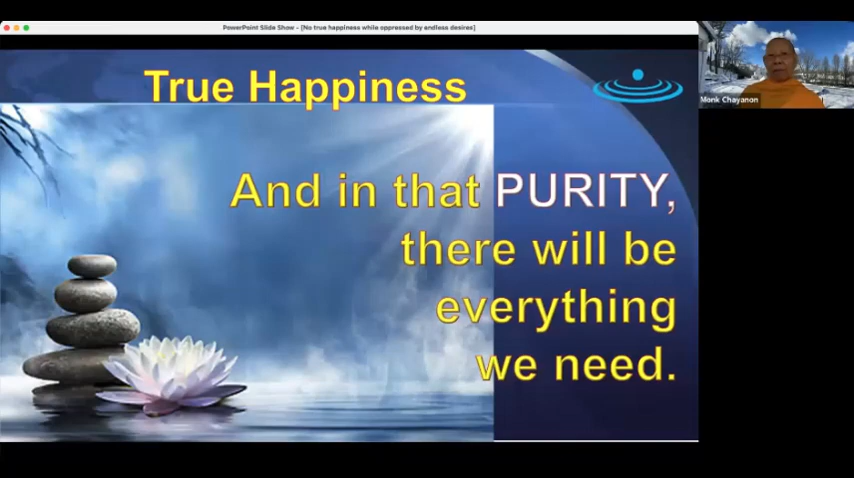 PowerPoint Slide Show - [No true happiness while oppressed by endless desires]
True Happiness
And in that PURITY,
there will be
everything
we need.
Monk Chayanon